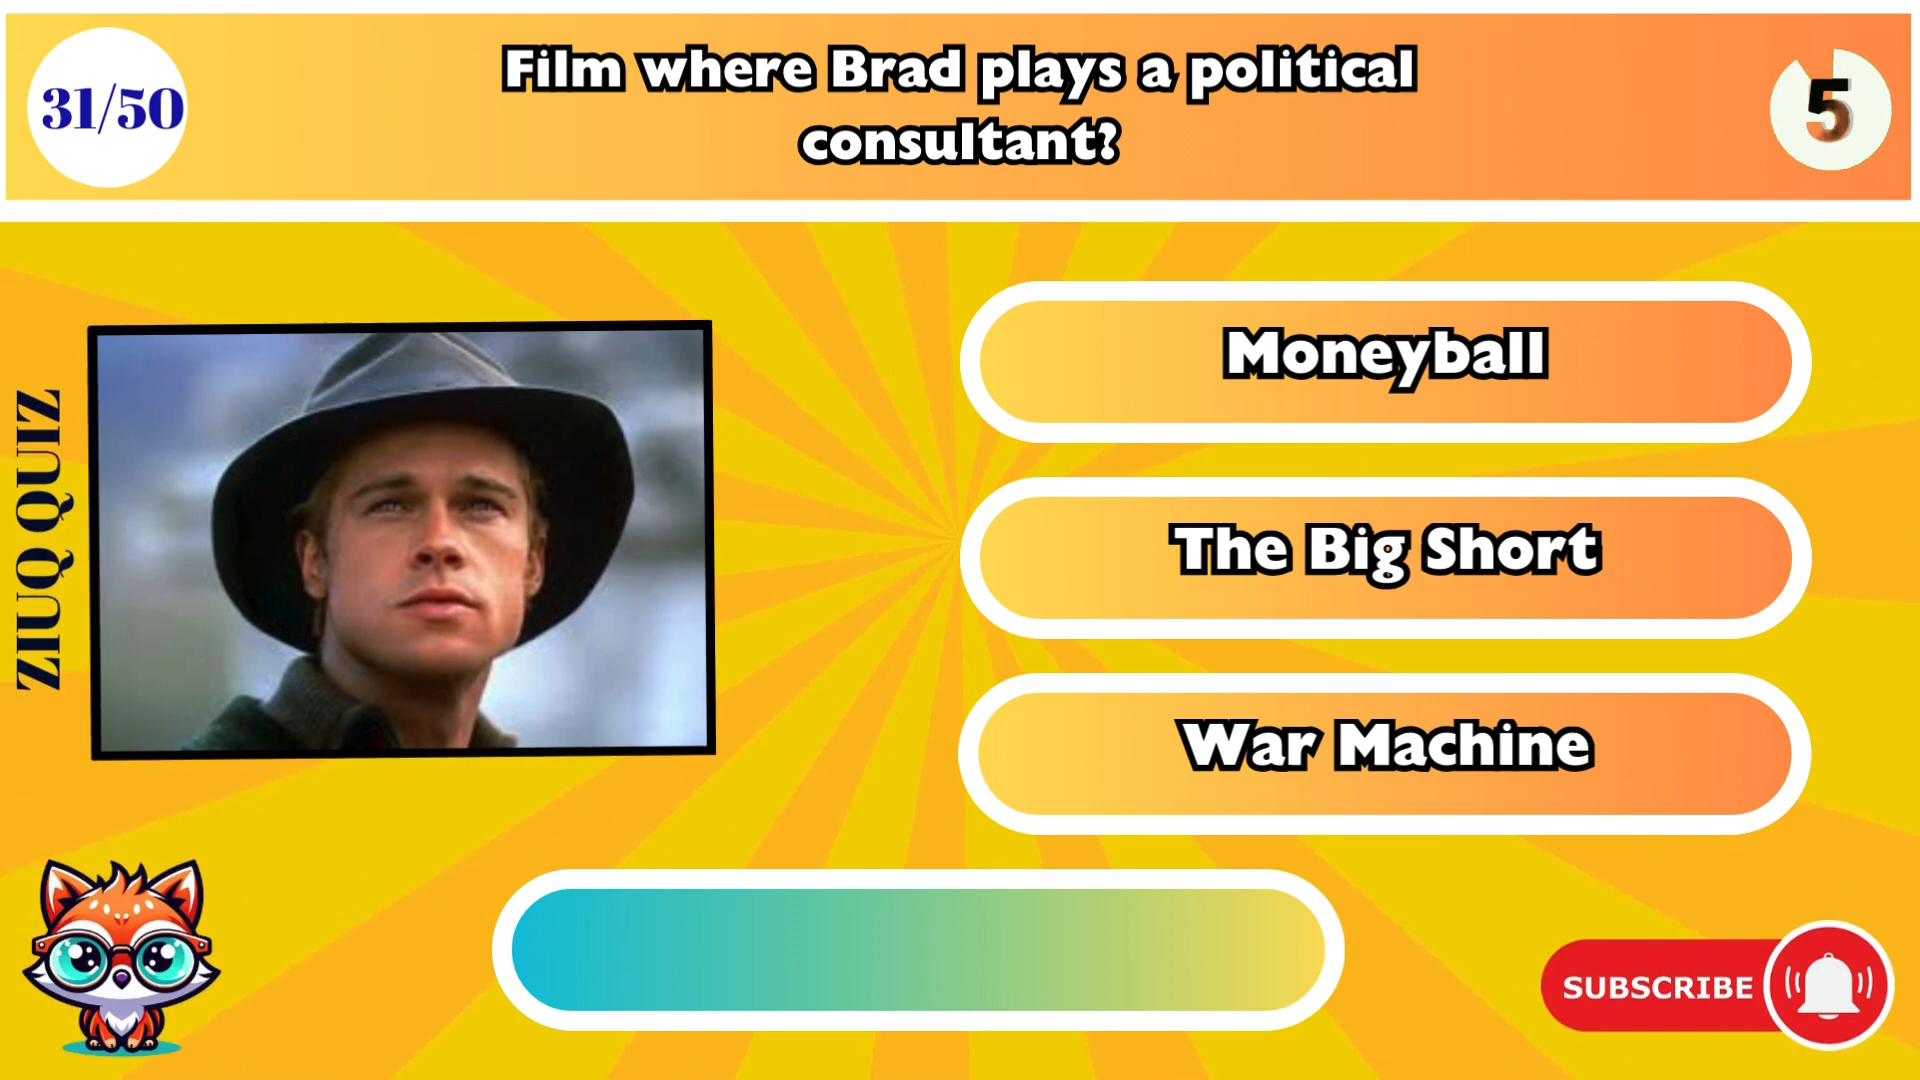 31/50
Film where Brad plays a political
consultant?
5
ZIUQ QUIZ
Moneyball
The Big Short
War Machine
SUBSCRIBE